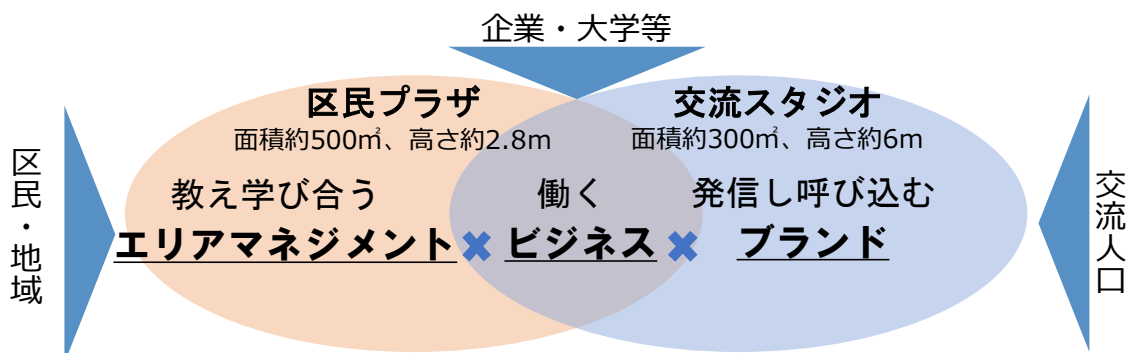 企業・大学等
区民プラザ
面積約500㎡、高さ約2.8m
交流スタジオ
面積約300㎡、高さ約6m
区民・地域
教え学び合う
働く
発信し呼び込む
エリアマネジメント×ビジネス×ブランド
交流人口